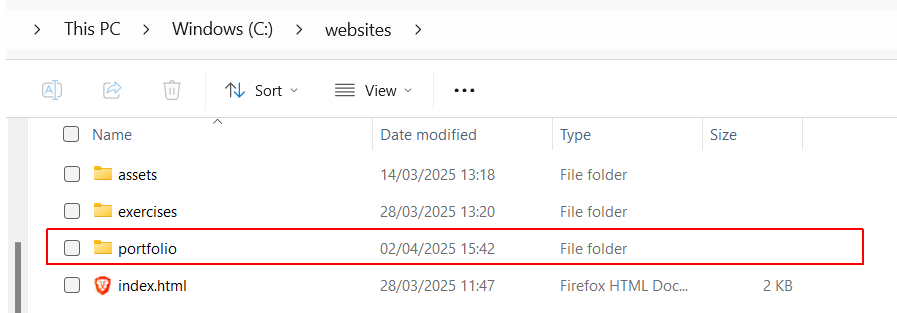 This PC Windows (C:) websites
Sort View
Name Date modified Type Size
assets 14/03/2025 13:18 File folder
exercises 28/03/2025 13:20 File folder
portfolio 02/04/2025 15:42 File folder
index.html 28/03/2025 11:47 Firefox HTML Doc... 2 KB